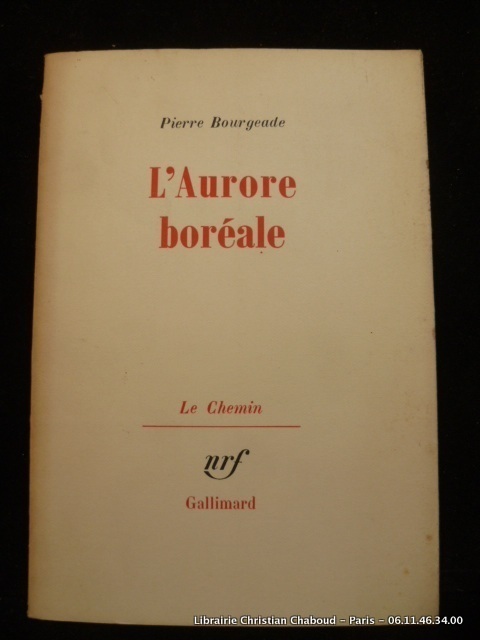 Pierre Bourgeade
L'Aurore
boréale
Le Chemin
nrf
Gallimard
Librairie Christian Chaboud - Paris - 06.11.46.34.00